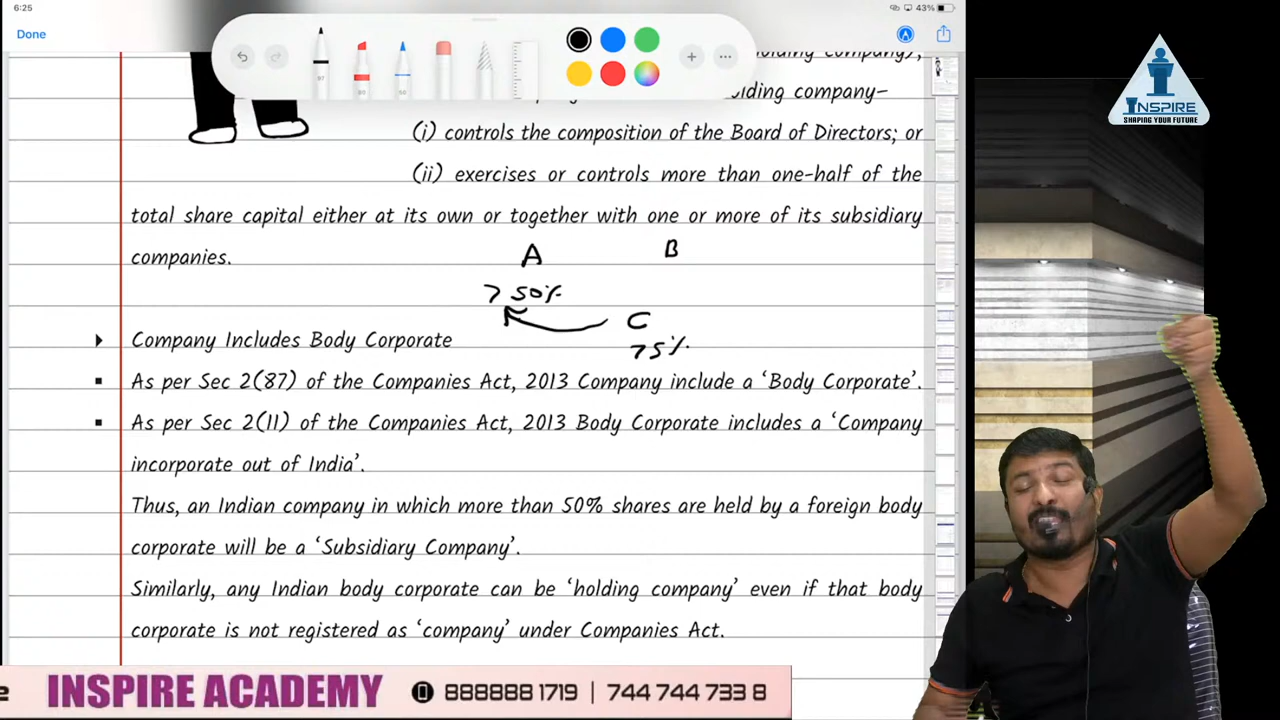 6:25
43%
Done
97
80
50
holding company),
holding company–
(i) controls the composition of the Board of Directors; or
(ii) exercises or controls more than one-half of the
total share capital either at its own or together with one or more of its subsidiary
companies.
A B
> 50%
C
75%
Company Includes Body Corporate
As per Sec 2(87) of the Companies Act, 2013 Company include a ‘Body Corporate’.
As per Sec 2(11) of the Companies Act, 2013 Body Corporate includes a ‘Company
incorporate out of India’.
Thus, an Indian company in which more than 50% shares are held by a foreign body
corporate will be a ‘Subsidiary Company’.
Similarly, any Indian body corporate can be ‘holding company’ even if that body
corporate is not registered as ‘company’ under Companies Act.
INSPIRE
SHAPING YOUR FUTURE
INSPIRE ACADEMY 888888 1719 | 744 744 733 8